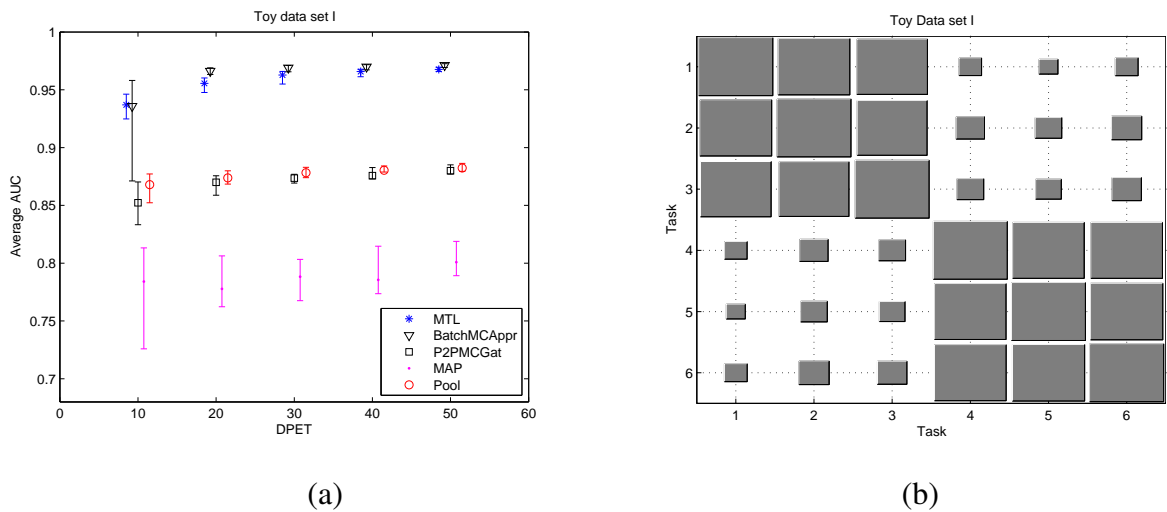 Toy data set I
Average AUC
0.7
0.75
0.8
0.85
0.9
0.95
1
0
10
20
30
40
50
60
DPET
MTL
BatchMCAppr
P2PMCGat
MAP
Pool
(a)
Toy Data set I
Task
1
2
3
4
5
6
1
2
3
4
5
6
Task
(b)